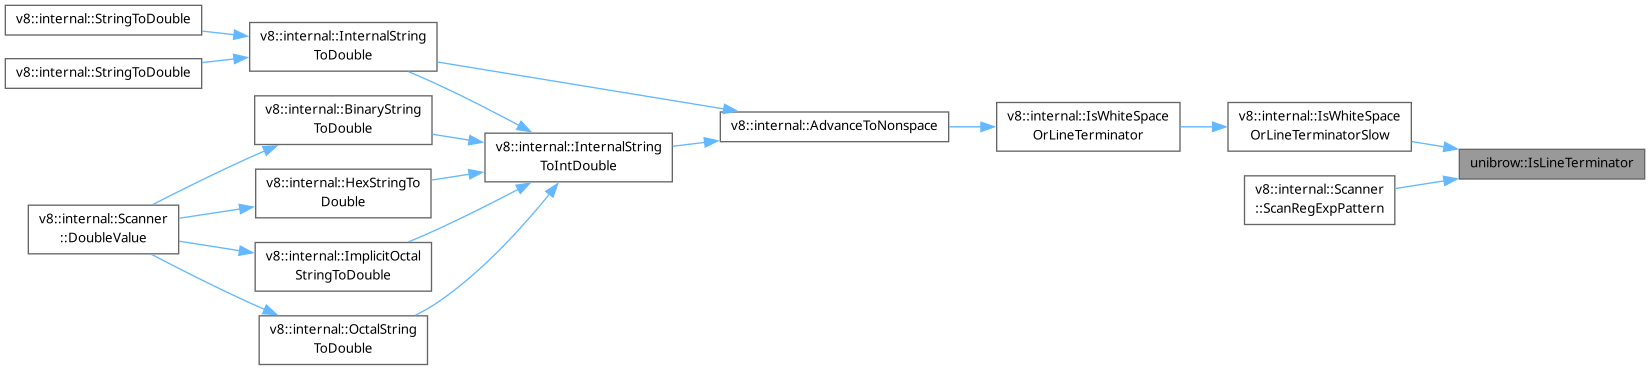 v8::internal::StringToDouble
v8::internal::StringToDouble
v8::internal::Scanner
::DoubleValue
v8::internal::InternalString
ToDouble
v8::internal::BinaryString
ToDouble
v8::internal::HexStringTo
Double
v8::internal::ImplicitOctal
StringToDouble
v8::internal::OctalString
ToDouble
v8::internal::InternalString
ToIntDouble
v8::internal::AdvanceToNonspace
v8::internal::IsWhiteSpace
OrLineTerminator
v8::internal::IsWhiteSpace
OrLineTerminatorSlow
v8::internal::Scanner
::ScanRegExpPattern
unibrow::IsLineTerminator